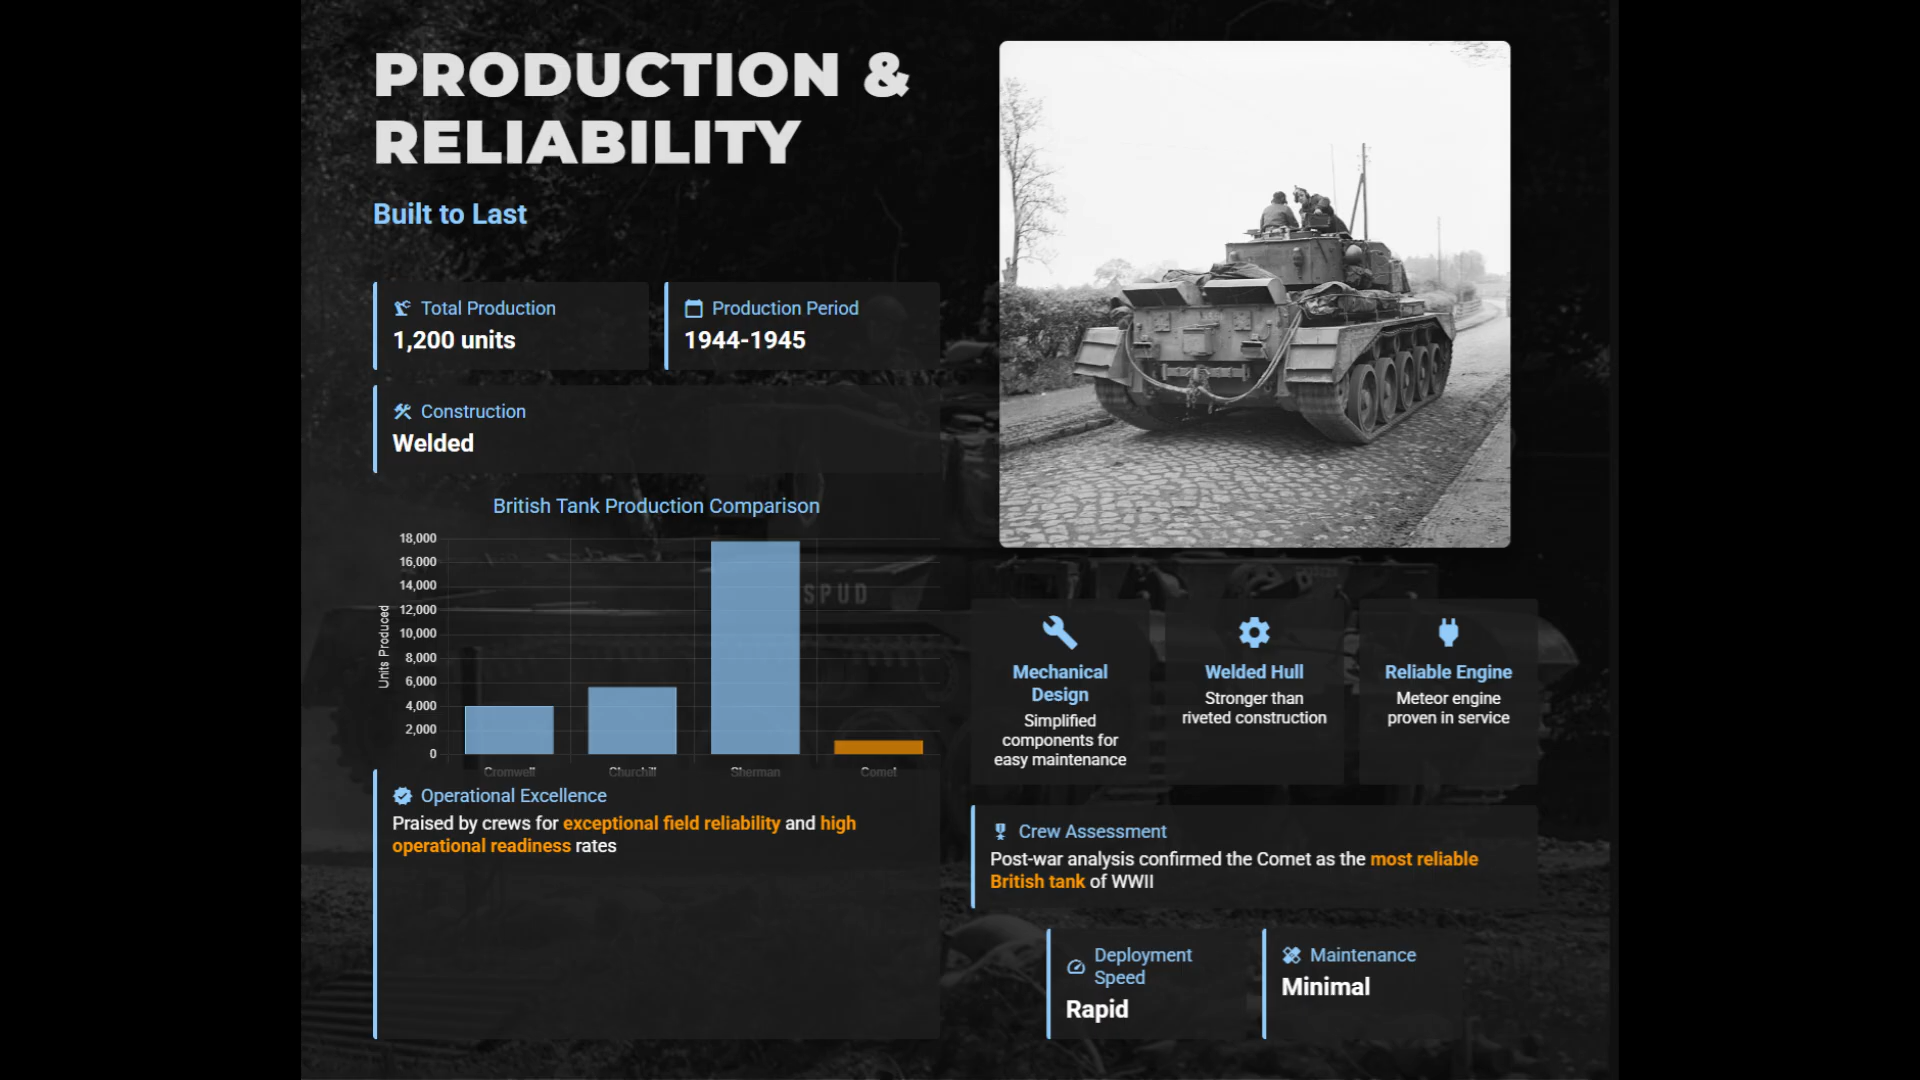 PRODUCTION &
RELIABILITY
Built to Last
Total Production
1,200 units
Production Period
1944-1945
Construction
Welded
British Tank Production Comparison
Units Produced
18,000
16,000
14,000
12,000
10,000
8,000
6,000
4,000
2,000
0
Cromwell
Churchill
Sherman
Comet
SPUD
Operational Excellence
Praised by crews for exceptional field reliability and high
operational readiness rates
Mechanical
Design
Simplified
components for
easy maintenance
Welded Hull
Stronger than
riveted construction
Reliable Engine
Meteor engine
proven in service
Crew Assessment
Post-war analysis confirmed the Comet as the most reliable
British tank of WWII
Deployment
Speed
Rapid
Maintenance
Minimal